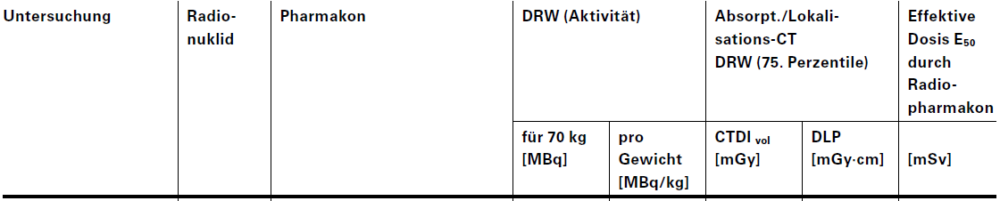 Untersuchung
Radio-
nuklid
Pharmakon
DRW (Aktivität)
Absorpt./Lokali-
sations-CT
DRW (75. Perzentile)
Effektive
Dosis E₅₀
durch
Radio-
pharmakon
für 70 kg
[MBq]
pro
Gewicht
[MBq/kg]
CTDI vol
[mGy]
DLP
[mGy·cm]
[mSv]